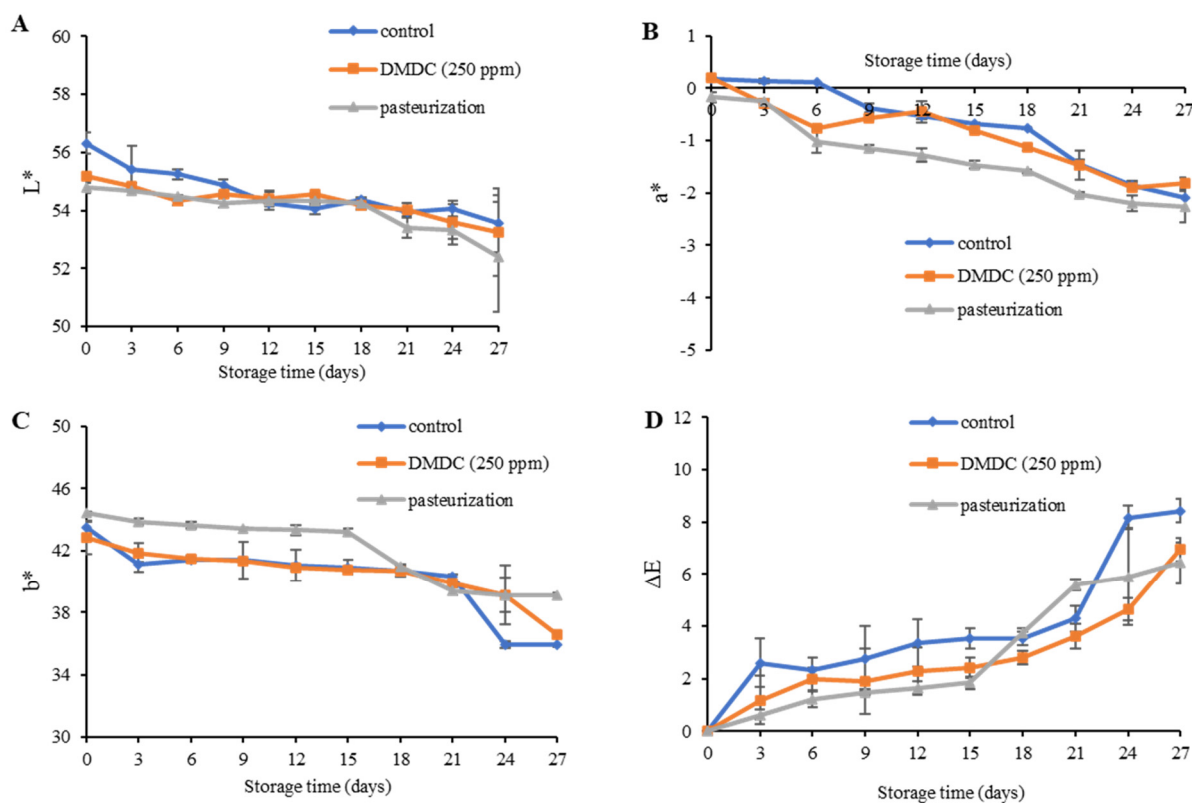 A
60
58
56
54
52
50
L*
control
DMDC (250 ppm)
pasteurization
0 3 6 9 12 15 18 21 24 27
Storage time (days)
B
1
0
-1
-2
-3
-4
-5
a*
Storage time (days)
0 3 6 9 12 15 18 21 24 27
control
DMDC (250 ppm)
pasteurization
C
50
46
42
38
34
30
b*
control
DMDC (250 ppm)
pasteurization
0 3 6 9 12 15 18 21 24 27
Storage time (days)
D
12
10
8
6
4
2
0
ΔE
control
DMDC (250 ppm)
pasteurization
0 3 6 9 12 15 18 21 24 27
Storage time (days)